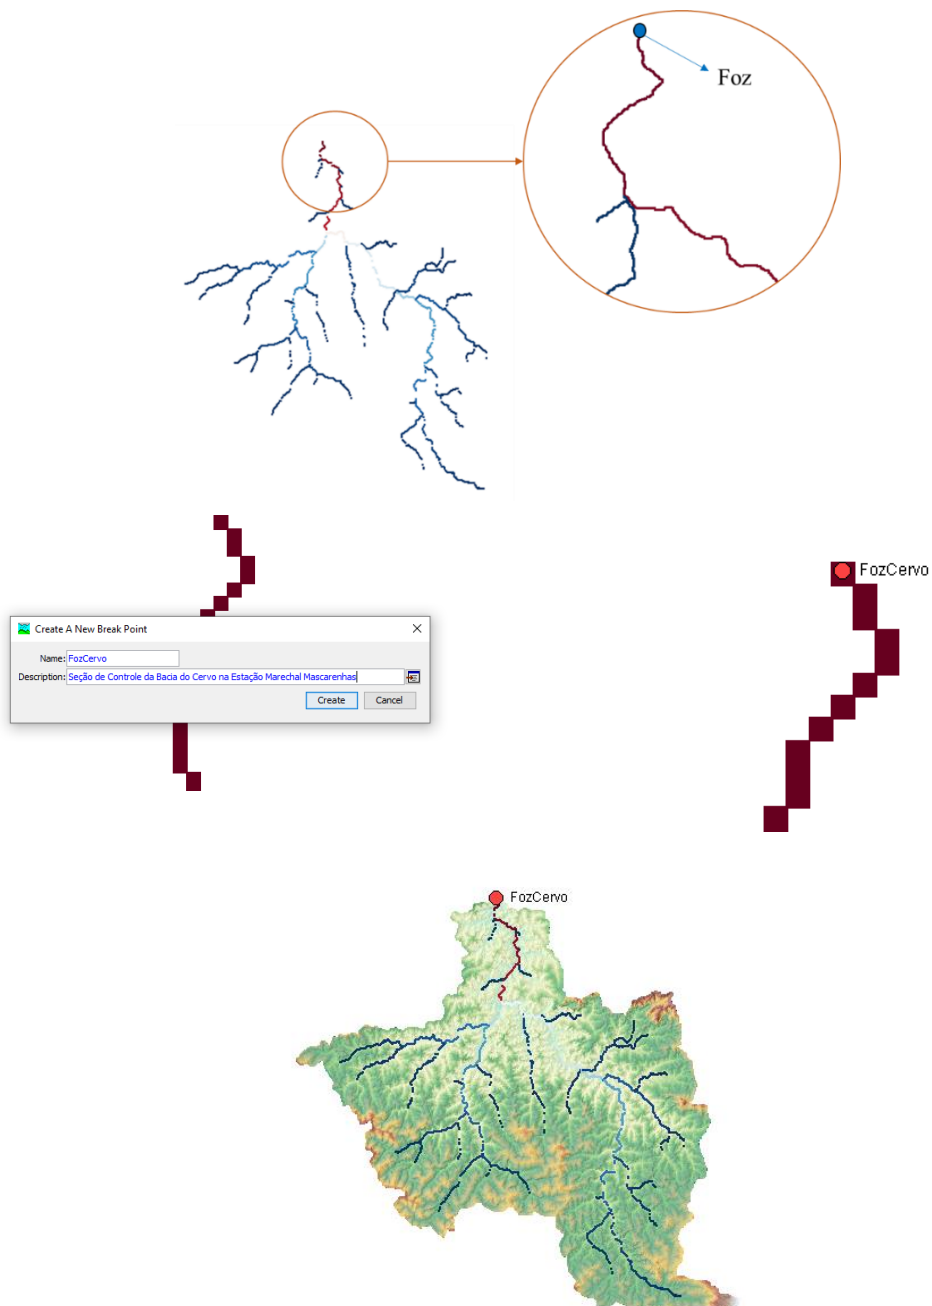 Foz
FozCervo
Create A New Break Point
Name: FozCervo
Description: Seção de Controle da Bacia do Cervo na Estação Marechal Mascarenhas
Create Cancel
FozCervo